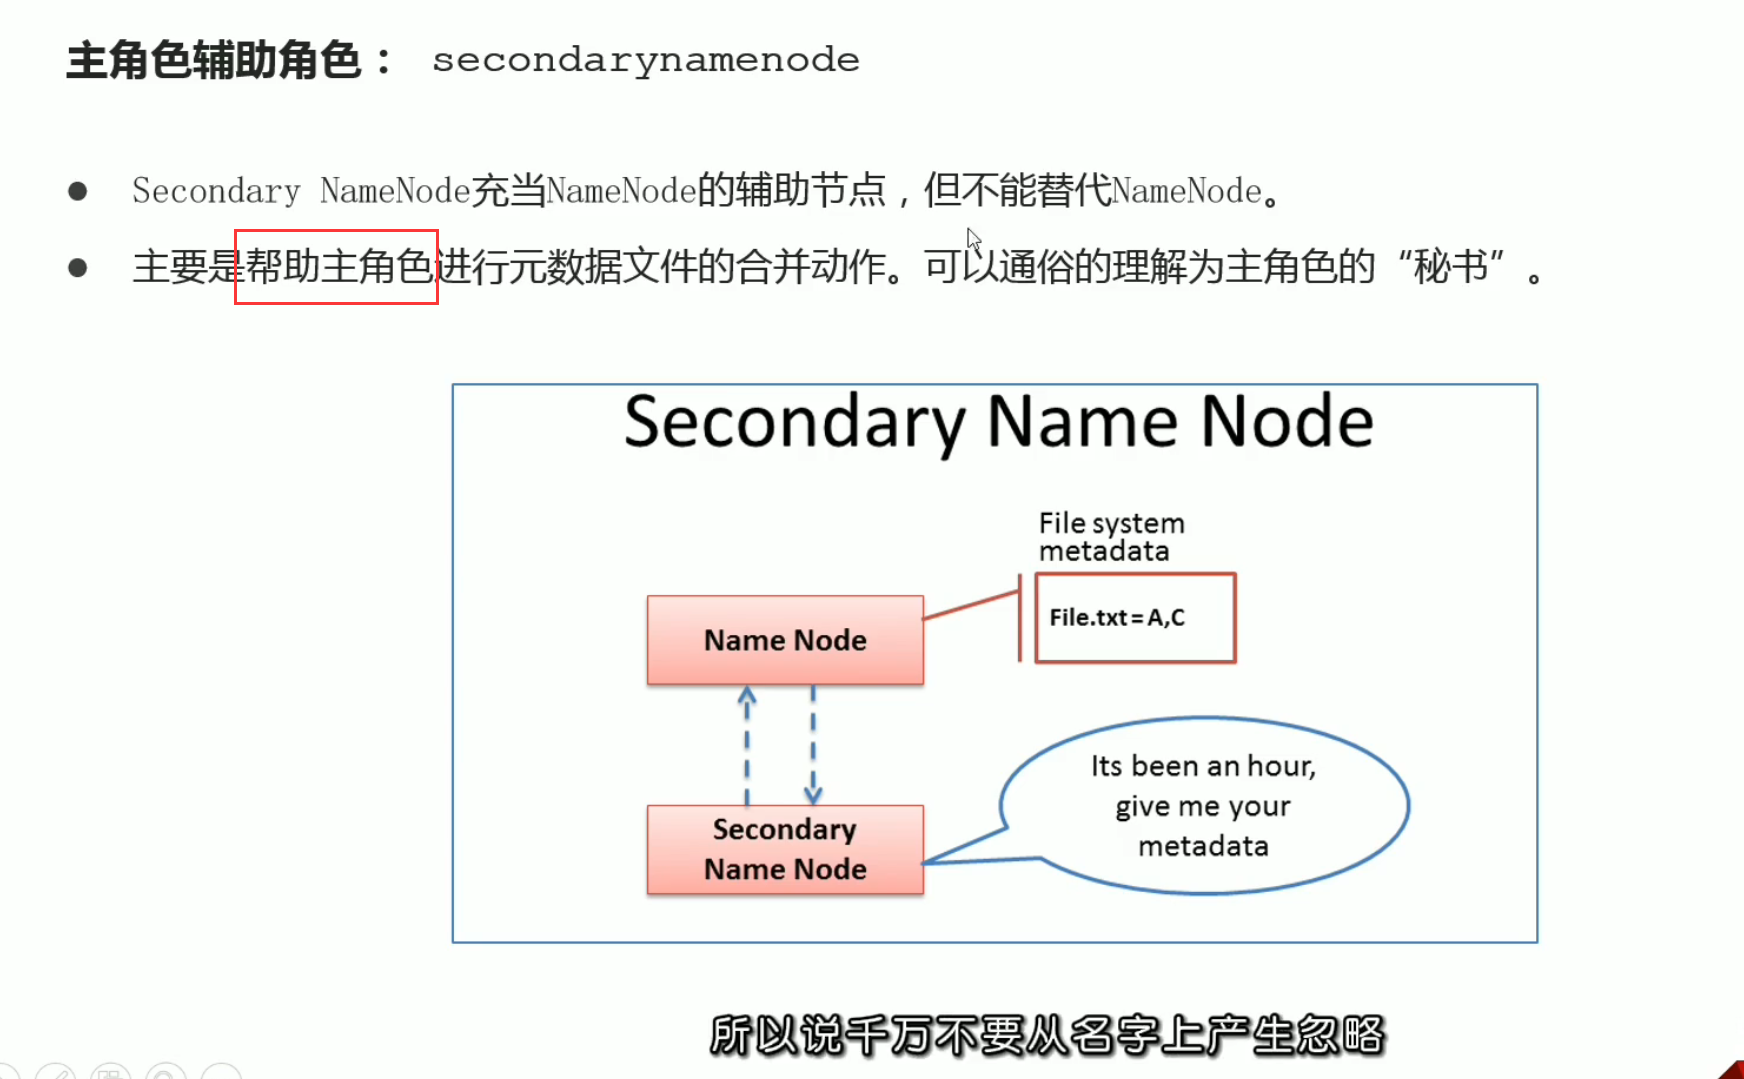 主角色辅助角色： secondarynamenode
Secondary NameNode充当NameNode的辅助节点，但不能替代NameNode。
主要是帮助主角色进行元数据文件的合并动作。可以通俗的理解为主角色的“秘书”。
Secondary Name Node
File system
metadata
File.txt=A,C
Name Node
Its been an hour,
give me your
metadata
Secondary
Name Node
所以说千万不要从名字上产生忽略